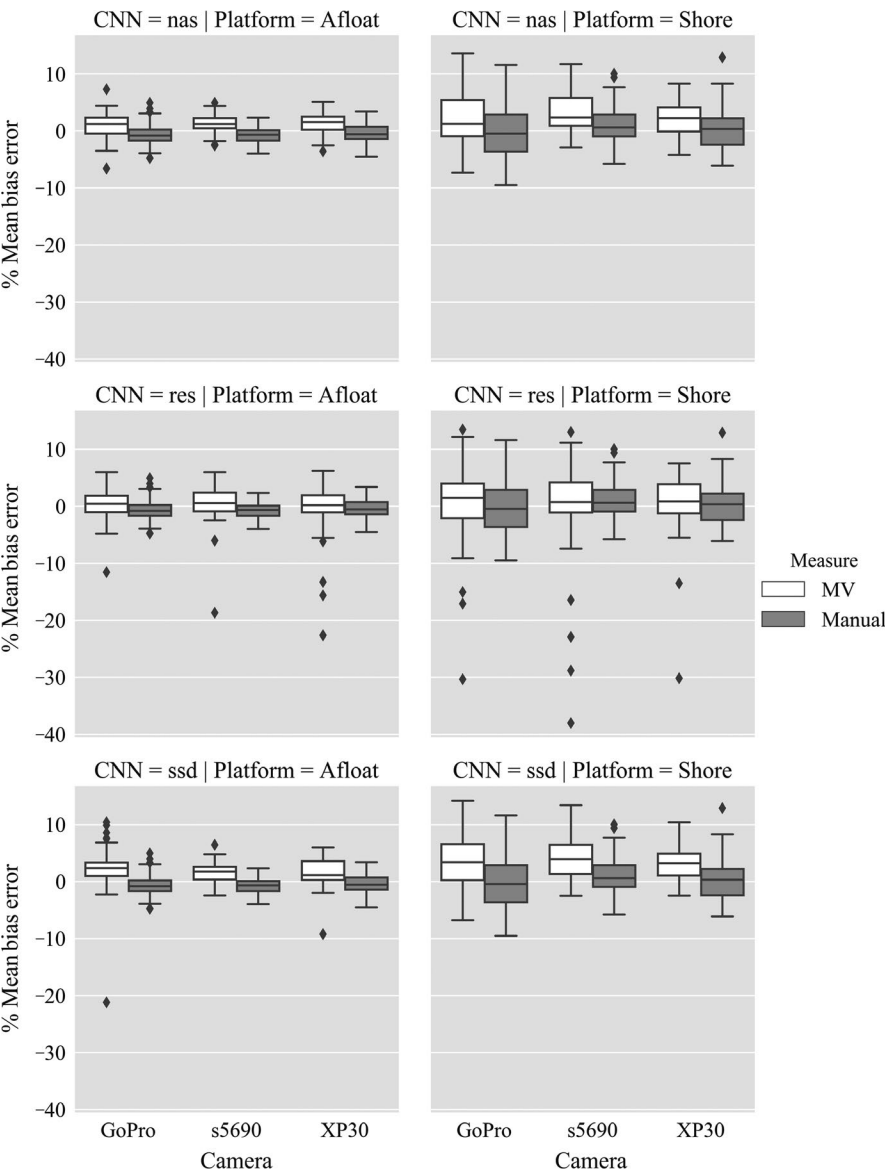 CNN = nas | Platform = Afloat
CNN = nas | Platform = Shore
% Mean bias error
10
0
−10
−20
−30
−40
CNN = res | Platform = Afloat
CNN = res | Platform = Shore
% Mean bias error
10
0
−10
−20
−30
−40
Measure
MV
Manual
CNN = ssd | Platform = Afloat
CNN = ssd | Platform = Shore
% Mean bias error
10
0
−10
−20
−30
−40
GoPro s5690 XP30
GoPro s5690 XP30
Camera
Camera